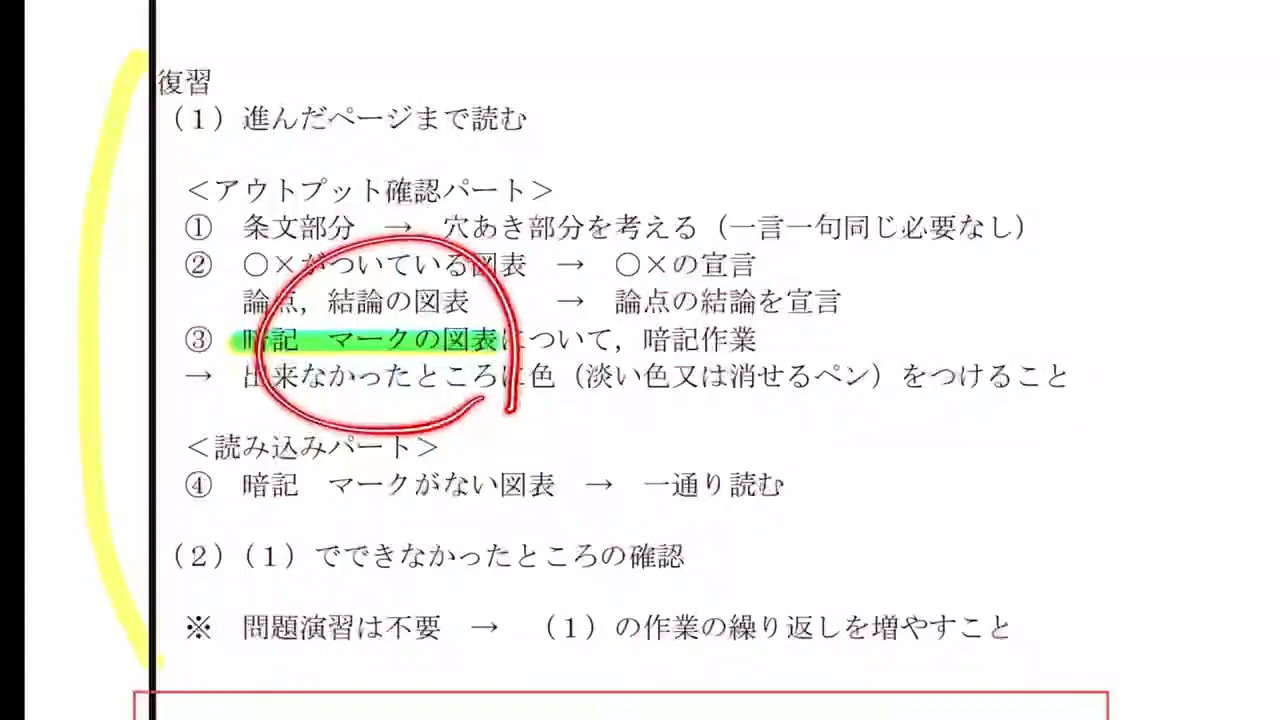 復習
（１）進んだページまで読む
＜アウトプット確認パート＞
① 条文部分 → 穴あき部分を考える（一言一句同じ必要なし）
② ○×がついている図表 → ○×の宣言
論点，結論の図表 → 論点の結論を宣言
③ 暗記 マークの図表について，暗記作業
→ 出来なかったところに色（淡い色又は消せるペン）をつけること
＜読み込みパート＞
④ 暗記 マークがない図表 → 一通り読む
（２）（１）でできなかったところの確認
※ 問題演習は不要 → （１）の作業の繰り返しを増やすこと